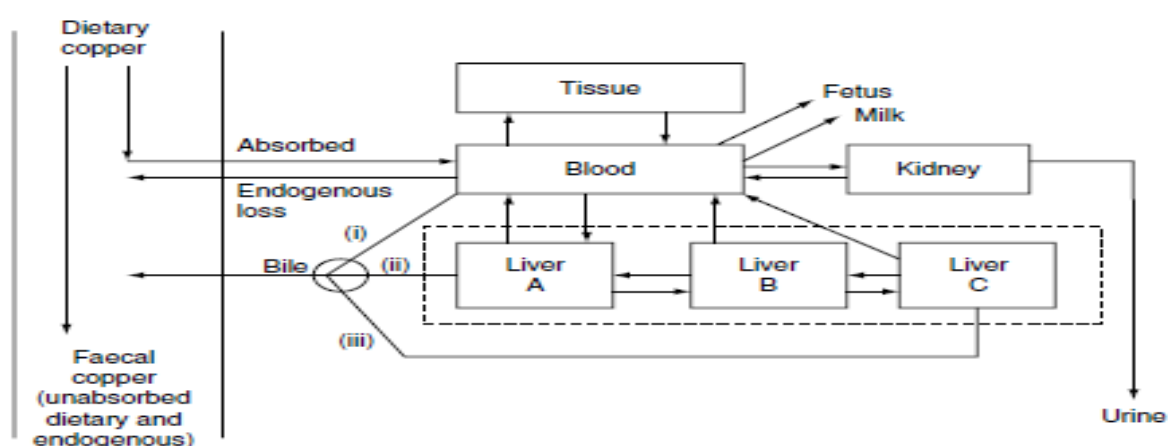 Dietary
copper
Tissue
Fetus
Milk
Absorbed
Blood
Kidney
Endogenous
loss
(i)
Bile
(ii)
Liver
A
Liver
B
Liver
C
(iii)
Faecal
copper
(unabsorbed
dietary and
endogenous)
Urine